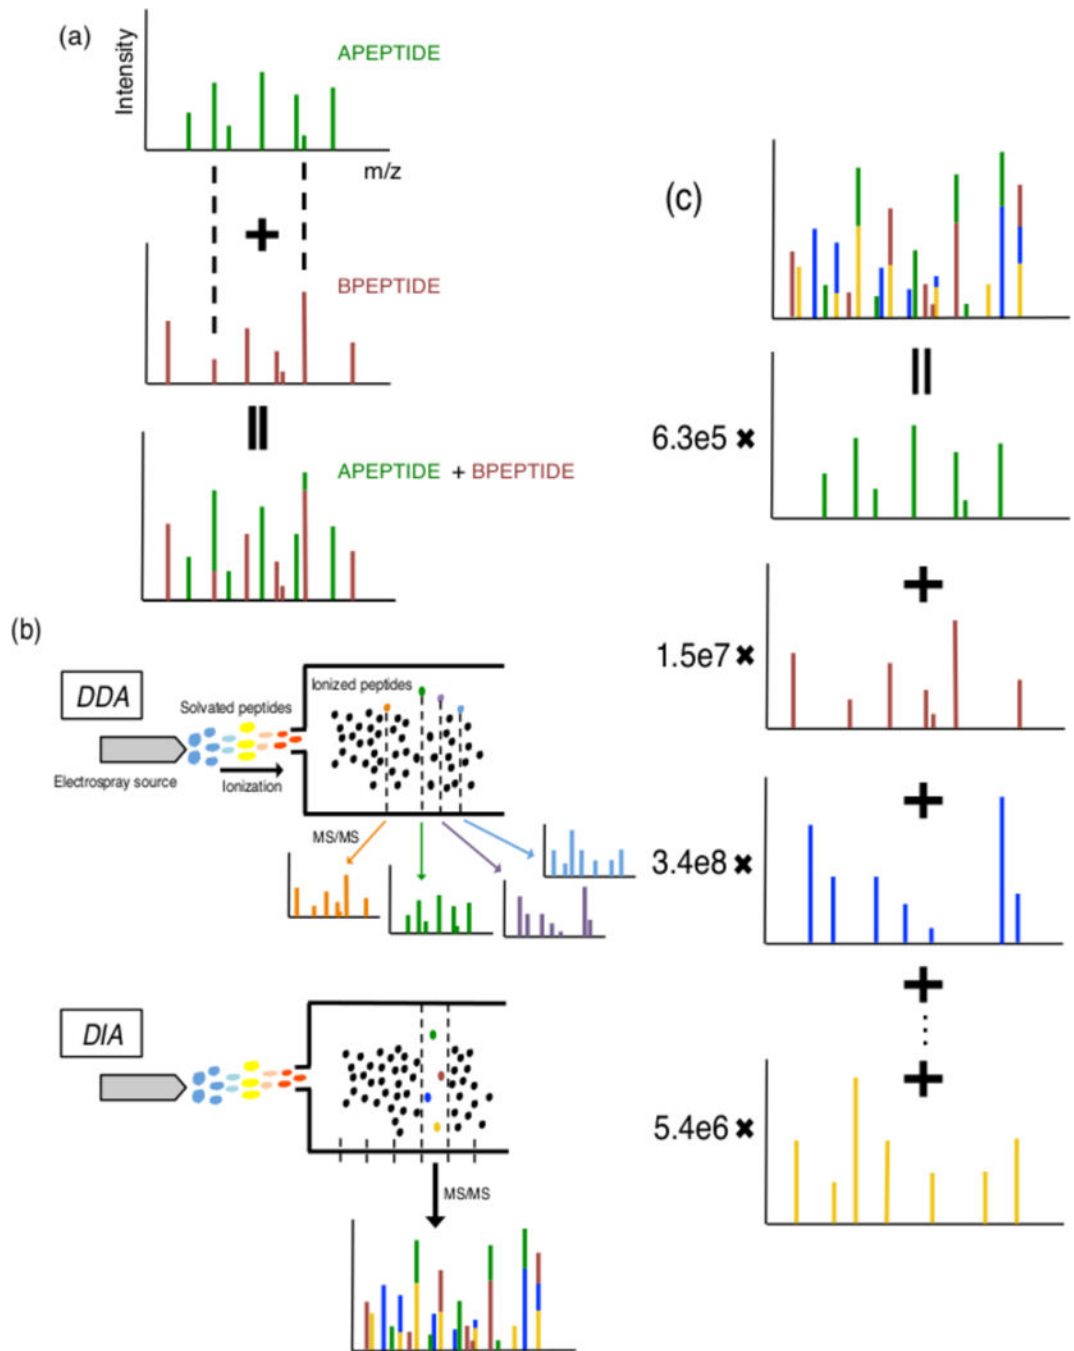 (a)
Intensity
APEPTIDE
m/z
+
BPEPTIDE
=
APEPTIDE + BPEPTIDE
(b)
DDA
Electrospray source
Solvated peptides
Ionization
Ionized peptides
MS/MS
DIA
MS/MS
(c)
=
6.3e5 ×
+
1.5e7 ×
+
3.4e8 ×
+
+
5.4e6 ×